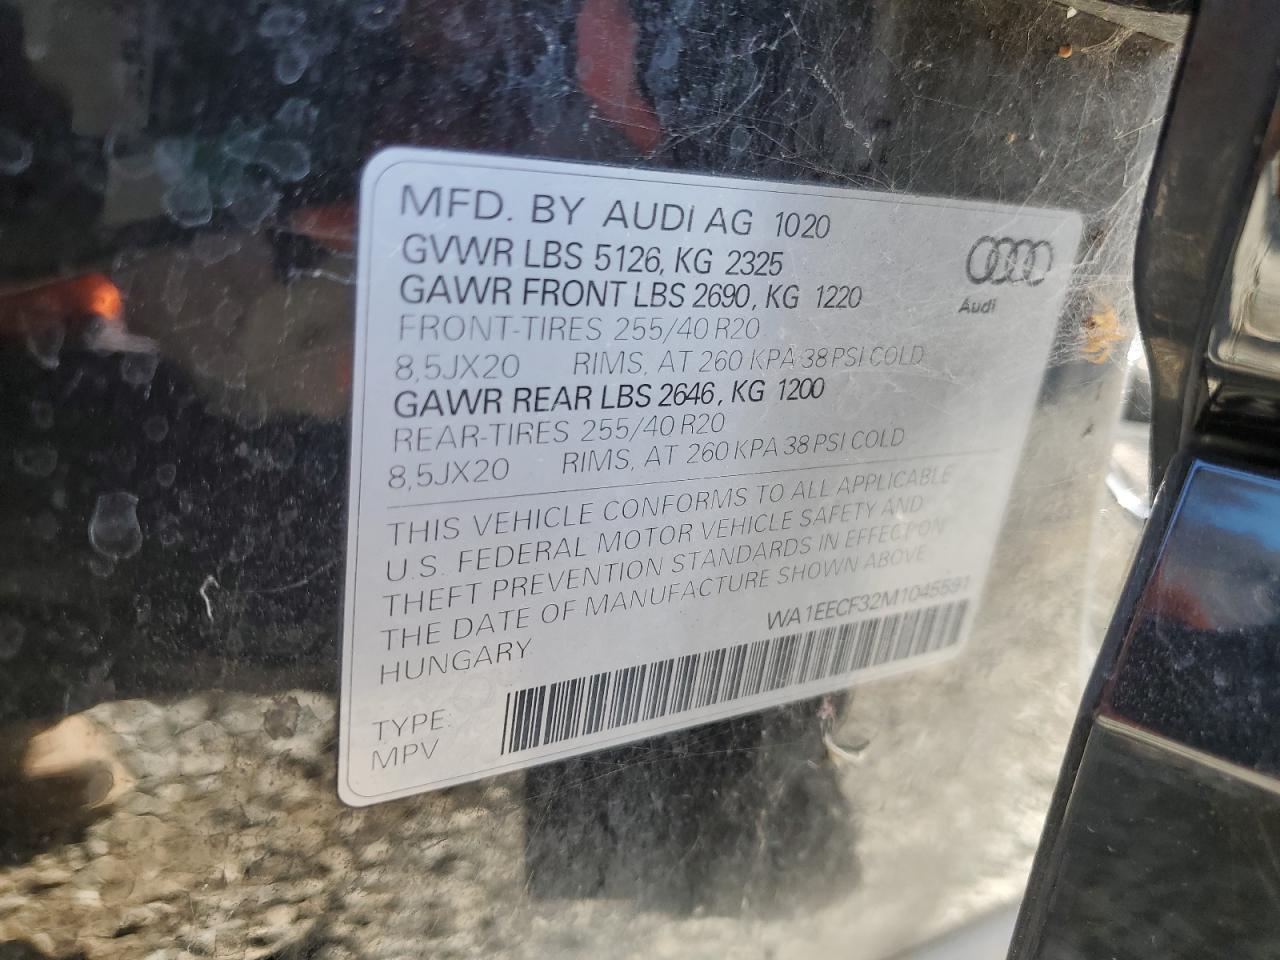 MFD. BY AUDI AG 1020
GVWR LBS 5126, KG 2325
GAWR FRONT LBS 2690, KG 1220
FRONT-TIRES 255/40 R20
8,5JX20 RIMS, AT 260 KPA 38 PSI COLD
GAWR REAR LBS 2646, KG 1200
REAR-TIRES 255/40 R20
8,5JX20 RIMS, AT 260 KPA 38 PSI COLD
Audi
THIS VEHICLE CONFORMS TO ALL APPLICABLE
U.S. FEDERAL MOTOR VEHICLE SAFETY AND
THEFT PREVENTION STANDARDS IN EFFECT ON
THE DATE OF MANUFACTURE SHOWN ABOVE
HUNGARY
WA1EECF32M1045591
TYPE:
MPV